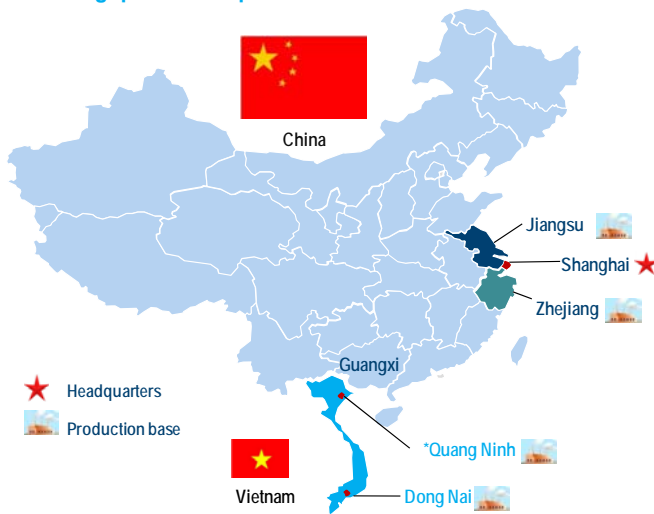 China
Jiangsu
Shanghai
Zhejiang
Guangxi
Headquarters
Production base
*Quang Ninh
Vietnam
Dong Nai